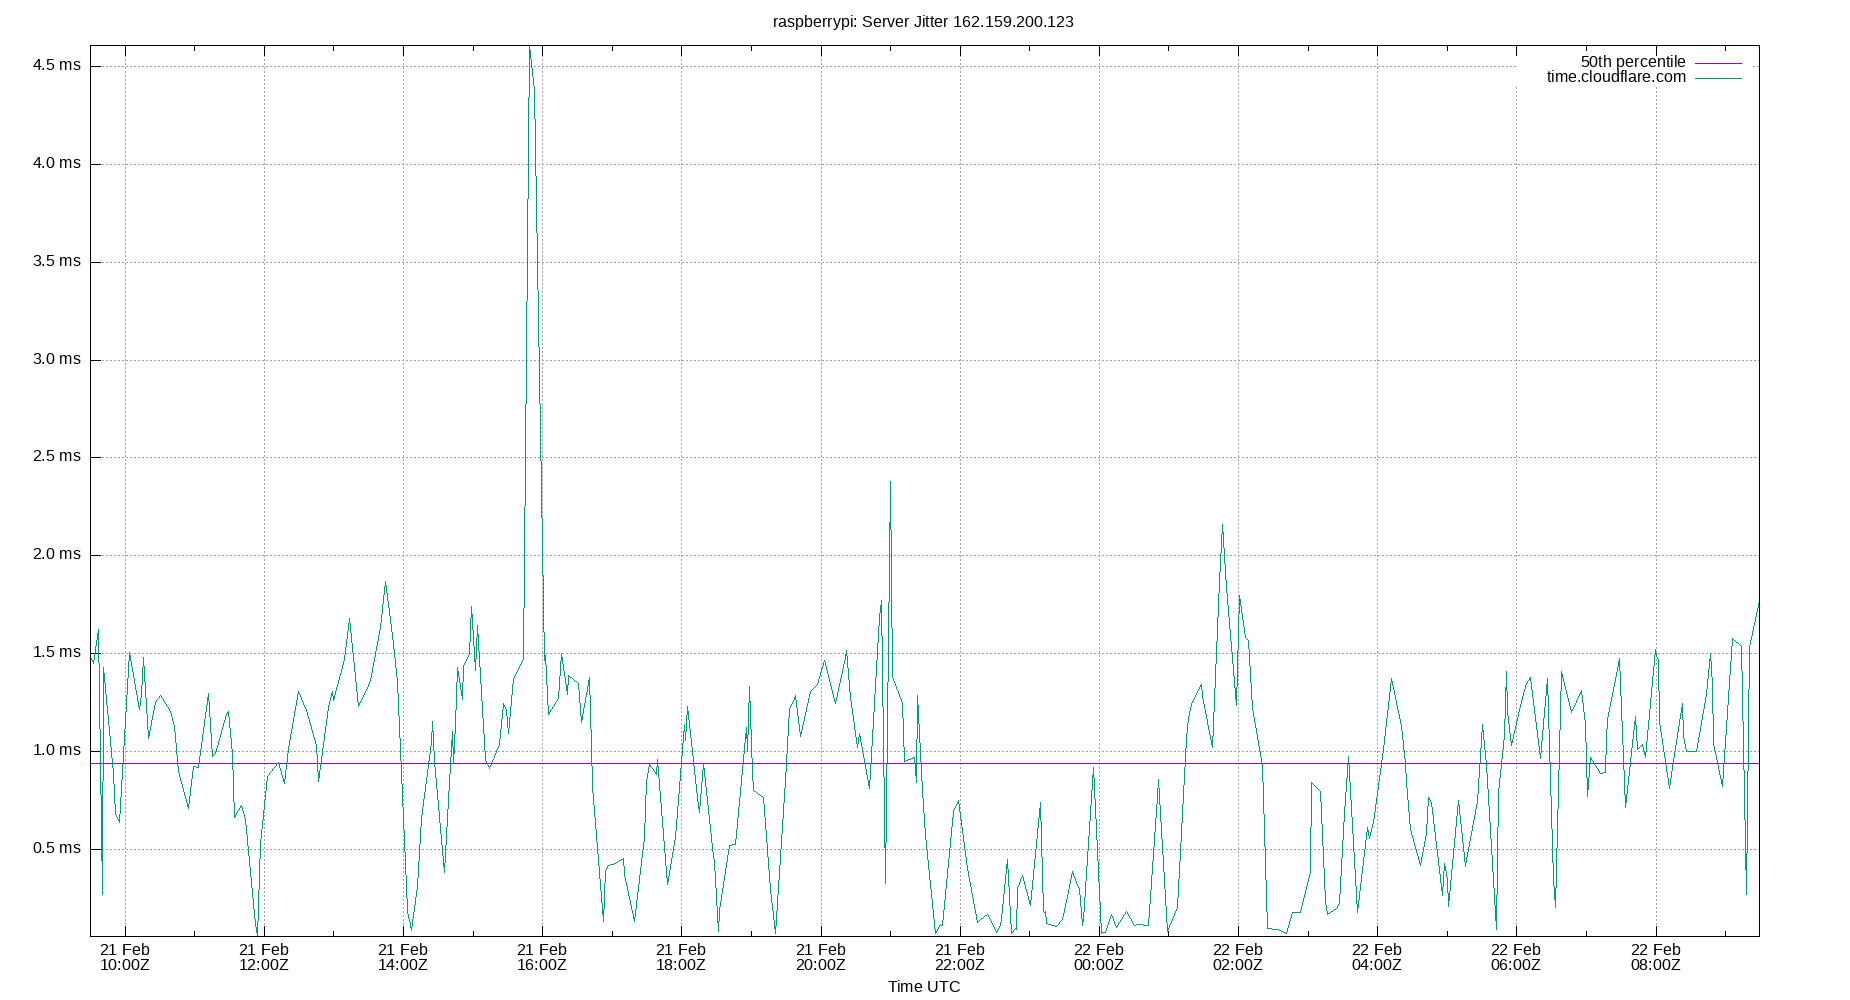 raspberrypi: Server Jitter 162.159.200.123
50th percentile
time.cloudflare.com
4.5 ms
4.0 ms
3.5 ms
3.0 ms
2.5 ms
2.0 ms
1.5 ms
1.0 ms
0.5 ms
21 Feb
10:00Z
21 Feb
12:00Z
21 Feb
14:00Z
21 Feb
16:00Z
21 Feb
18:00Z
21 Feb
20:00Z
21 Feb
22:00Z
22 Feb
00:00Z
22 Feb
02:00Z
22 Feb
04:00Z
22 Feb
06:00Z
22 Feb
08:00Z
Time UTC